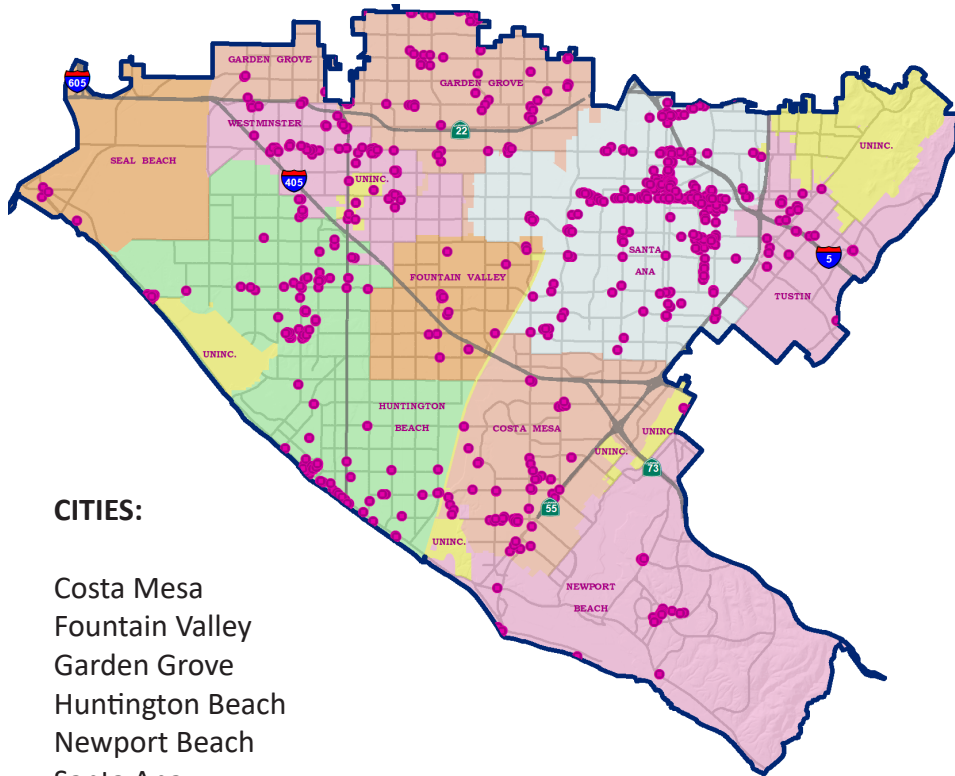 605
GARDEN GROVE
GARDEN GROVE
WESTMINSTER
22
SEAL BEACH
UNINC.
UNINC.
405
SANTA
ANA
FOUNTAIN VALLEY
5
TUSTIN
UNINC.
HUNTINGTON
BEACH
COSTA MESA
UNINC.
UNINC.
73
55
UNINC.
NEWPORT
BEACH
CITIES:
Costa Mesa
Fountain Valley
Garden Grove
Huntington Beach
Newport Beach
Santa Ana